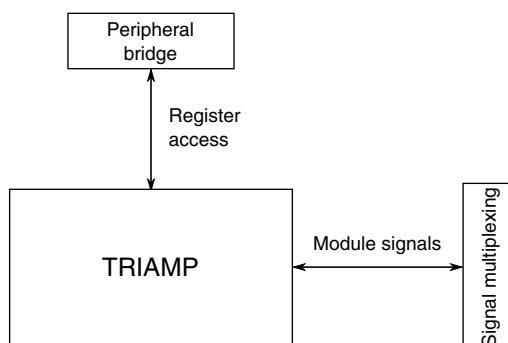 Peripheral
bridge
Register
access
TRIAMP
Module signals
Signal multiplexing